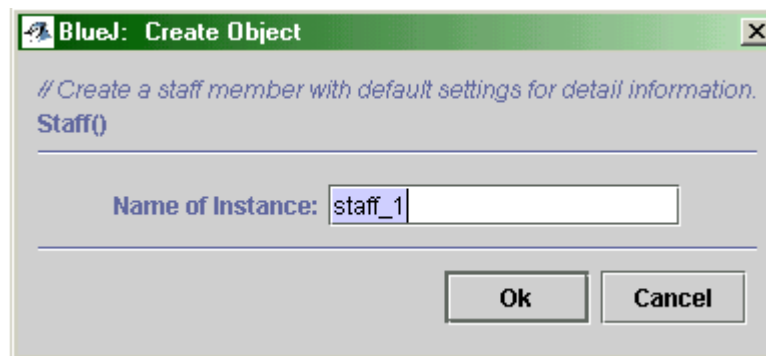 BlueJ: Create Object
// Create a staff member with default settings for detail information.
Staff()
Name of Instance: staff_1
Ok Cancel